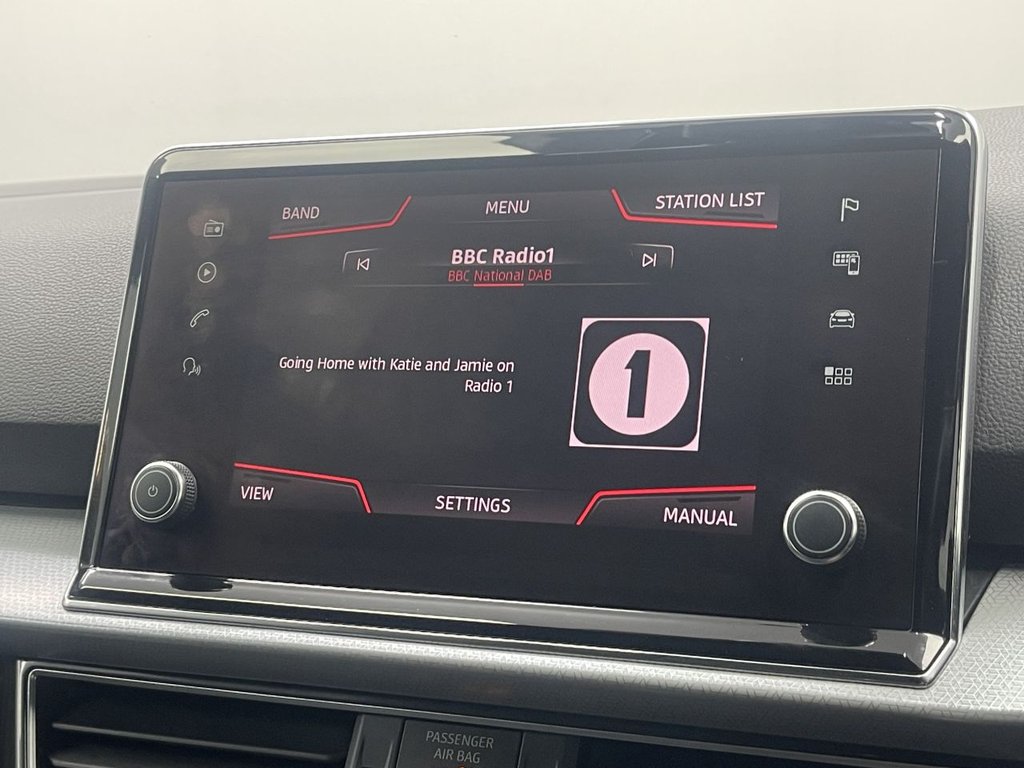 BAND
MENU
STATION LIST
BBC Radio1
BBC National DAB
Going Home with Katie and Jamie on
Radio 1
1
VIEW
SETTINGS
MANUAL
PASSENGER
AIR BAG